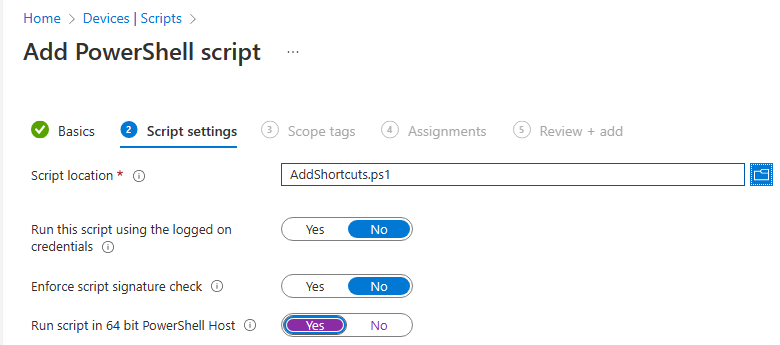 Home > Devices | Scripts >
Add PowerShell script ...
Basics 2 Script settings 3 Scope tags 4 Assignments 5 Review + add
Script location * AddShortcuts.ps1
Run this script using the logged on Yes No
credentials
Enforce script signature check Yes No
Run script in 64 bit PowerShell Host Yes No